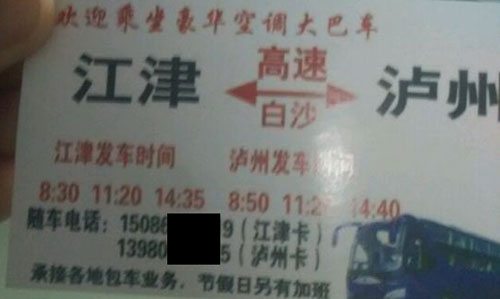 欢迎乘坐豪华空调大巴车
江津 高速 泸州
白沙
江津发车时间 泸州发车时间
8:30 11:20 14:35 8:50 11:2 14:40
随车电话：15086 9（江津卡）
13980 5（泸州卡）
承接各地包车业务、节假日另有加班